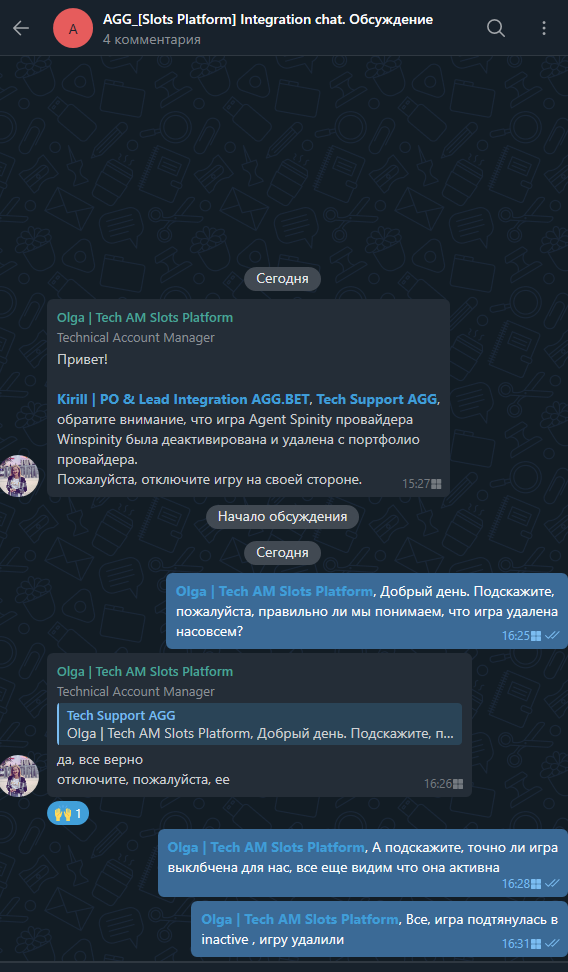 AGG_[Slots Platform] Integration chat. Обсуждение
A
4 комментария
Сегодня
Olga | Tech AM Slots Platform
Technical Account Manager
Привет!
Kirill | PO & Lead Integration AGG.BET, Tech Support AGG,
обратите внимание, что игра Agent Spinity провайдера
Winspinity была деактивирована и удалена с портфолио
провайдера.
Пожалуйста, отключите игру на своей стороне.
15:27
Начало обсуждения
Сегодня
Olga | Tech AM Slots Platform, Добрый день. Подскажите,
пожалуйста, правильно ли мы понимаем, что игра удалена
насовсем?
16:25
Olga | Tech AM Slots Platform
Technical Account Manager
Tech Support AGG
Olga | Tech AM Slots Platform, Добрый день. Подскажите, п...
да, все верно
отключите, пожалуйста, ее
16:26
🙌 1
Olga | Tech AM Slots Platform, А подскажите, точно ли игра
выклбчена для нас, все еще видим что она активна
16:28
Olga | Tech AM Slots Platform, Все, игра подтянулась в
inactive , игру удалили
16:31